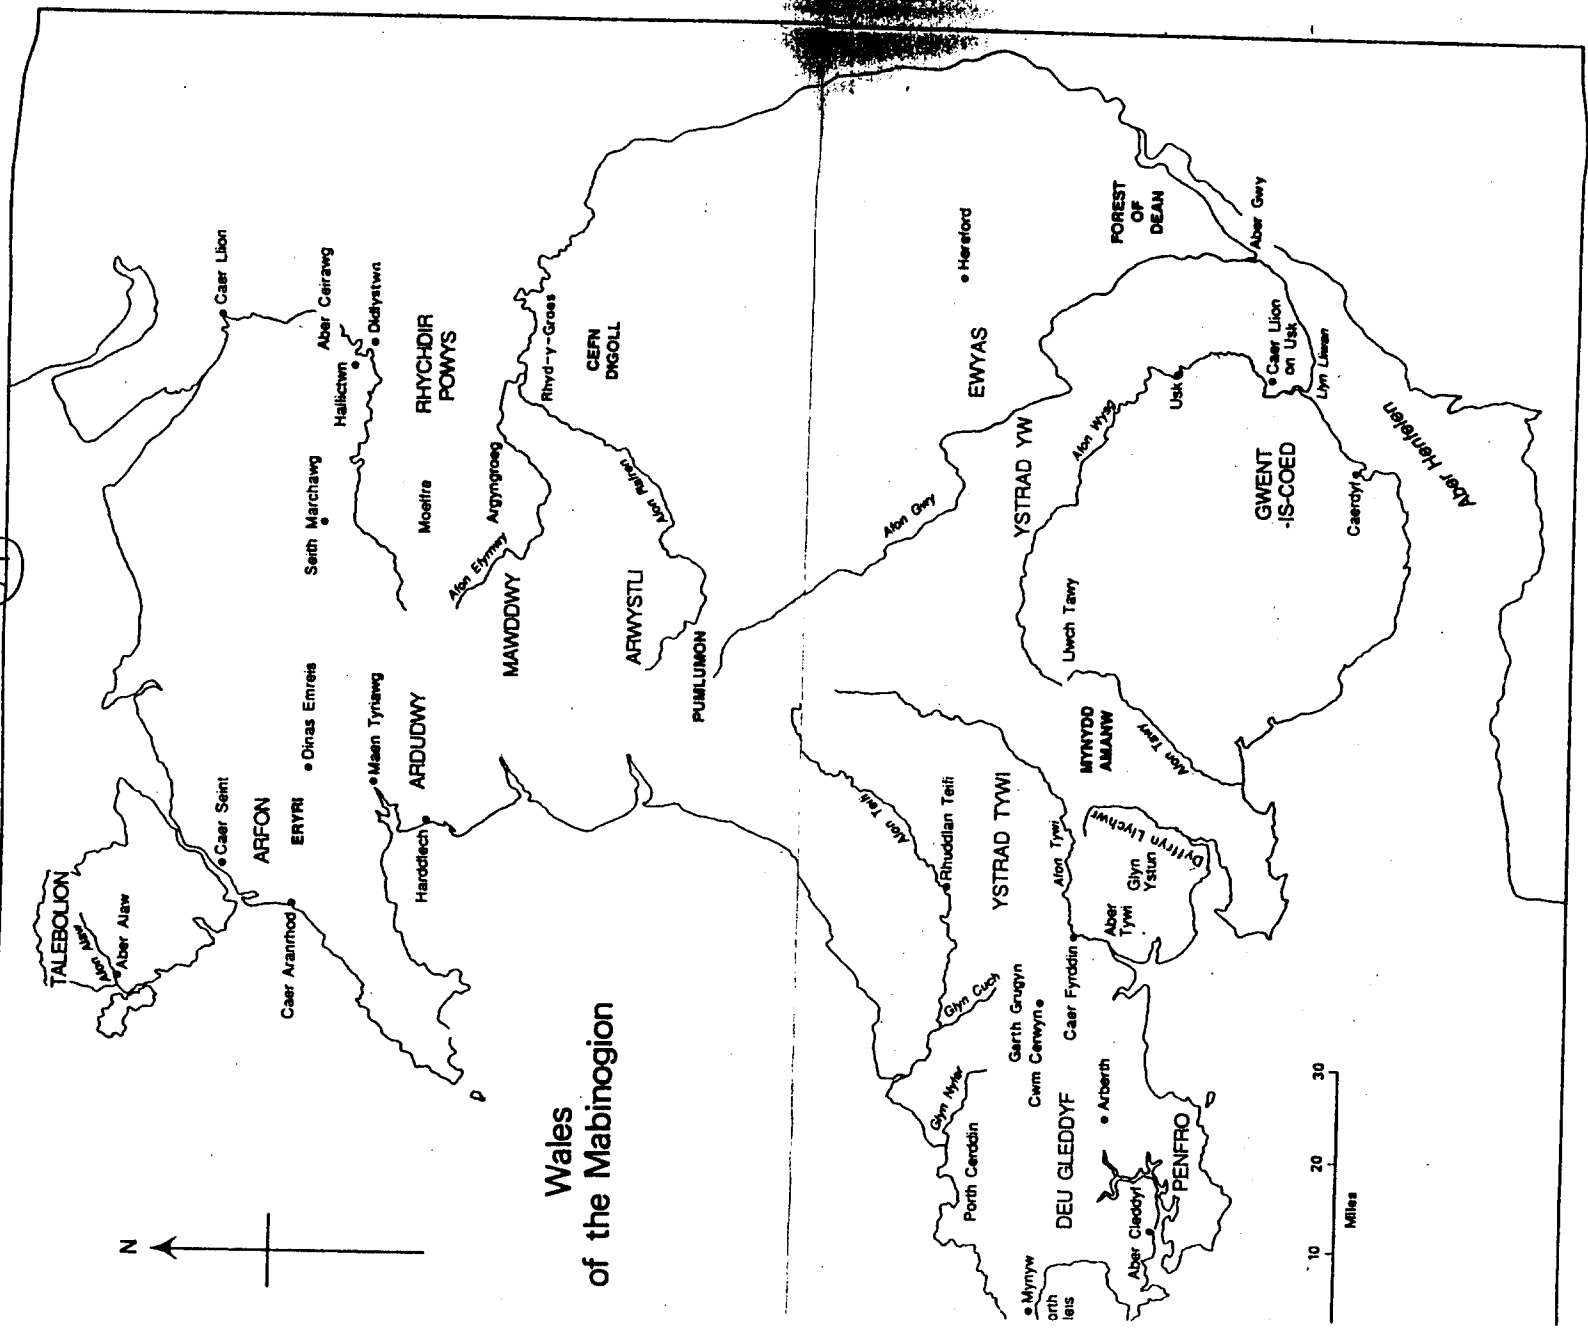 Wales
of the Mabinogion
N
TALEBOLION
Afon Alaw
Aber Alaw
Caer Seint
ARFON
ERYRI
Dinas Emreis
Caer Aranrhod
Maen Tyriawg
Harddlech
ARDUDWY
Caer Llion
Aber Ceirawg
Hallictwn
Didlystwn
Seith Marchawg
RHYCHDIR
POWYS
Moelfre
Argyngroeg
Afon Efyrnwy
MAWDDWY
Rhyd-y-Groes
CEFN
DIGOLL
Afon Hafren
ARWYSTLI
PUMLUMON
Afon Gwy
Hereford
EWYAS
FOREST
OF
DEAN
Aber Gwy
YSTRAD YW
Afon Wysg
Usk
Caer Llion
on Usk
Llyn Lliwan
GWENT
-IS-COED
Caerdyf
Aber Henfelen
Llwch Tawy
MYNYDD
AMANW
Afon Tawy
Afon Teifi
Rhuddlan Teifi
YSTRAD TYWI
Afon Tywi
Dyffryn Llychwr
Glyn
Ystun
Aber
Tywi
Glyn Cuch
Garth Grugyn
Cwm Cerwyn
Caer Fyrddin
Glyn Nyfer
Porth Cerddin
DEU GLEDDYF
Arberth
PENFRO
Aber Cleddyf
Mynyw
orth
leis
10
20
30
Miles